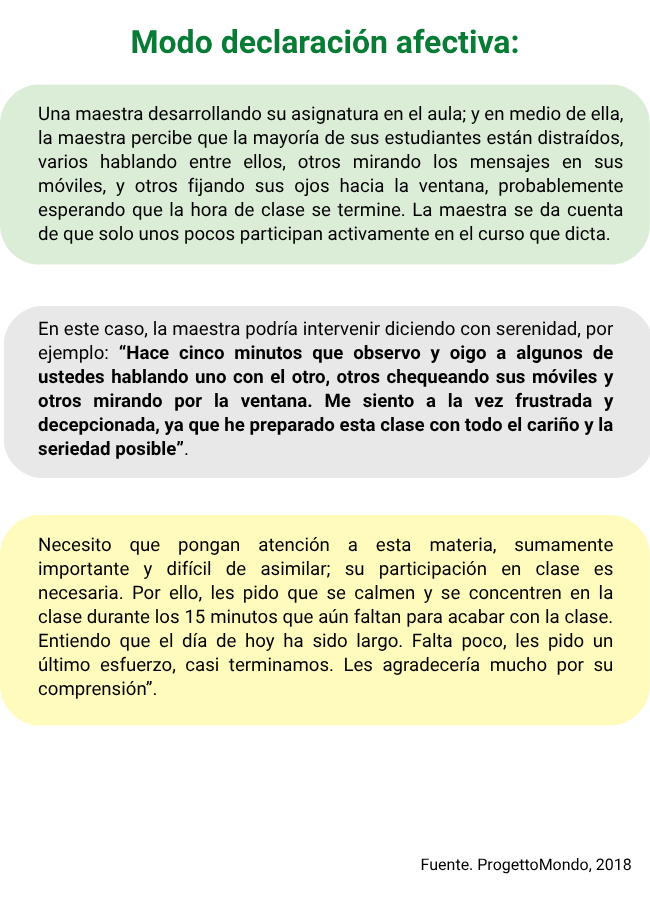 Modo declaración afectiva:
Una maestra desarrollando su asignatura en el aula; y en medio de ella,
la maestra percibe que la mayoría de sus estudiantes están distraídos,
varios hablando entre ellos, otros mirando los mensajes en sus
móviles, y otros fijando sus ojos hacia la ventana, probablemente
esperando que la hora de clase se termine. La maestra se da cuenta
de que solo unos pocos participan activamente en el curso que dicta.
En este caso, la maestra podría intervenir diciendo con serenidad, por
ejemplo: “Hace cinco minutos que observo y oigo a algunos de
ustedes hablando uno con el otro, otros chequeando sus móviles y
otros mirando por la ventana. Me siento a la vez frustrada y
decepcionada, ya que he preparado esta clase con todo el cariño y la
seriedad posible”.
Necesito que pongan atención a esta materia, sumamente
importante y difícil de asimilar; su participación en clase es
necesaria. Por ello, les pido que se calmen y se concentren en la
clase durante los 15 minutos que aún faltan para acabar con la clase.
Entiendo que el día de hoy ha sido largo. Falta poco, les pido un
último esfuerzo, casi terminamos. Les agradecería mucho por su
comprensión”.
Fuente. ProgettoMondo, 2018